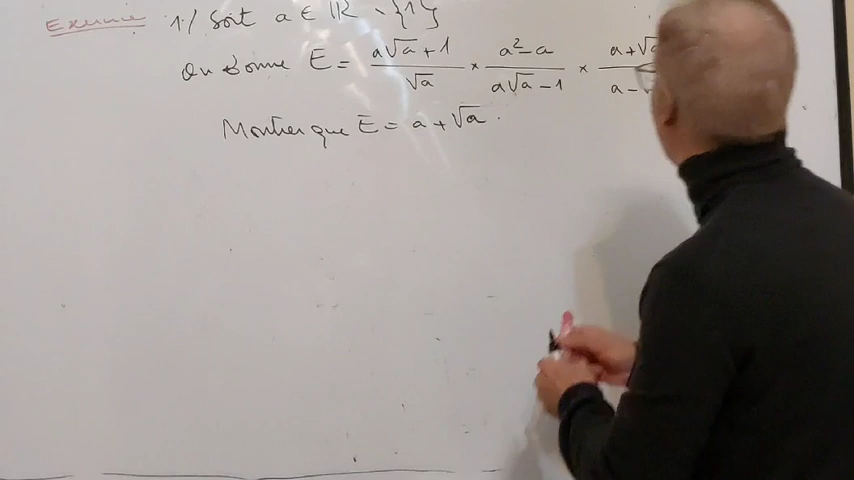 Exercice 1/ Soit a ∈ ℝ \ {1}
On donne E = (a√a + 1)/√a × (a² - a)/(a√a - 1) × (a + √a)/(a - √
Montrer que E = a + √a.